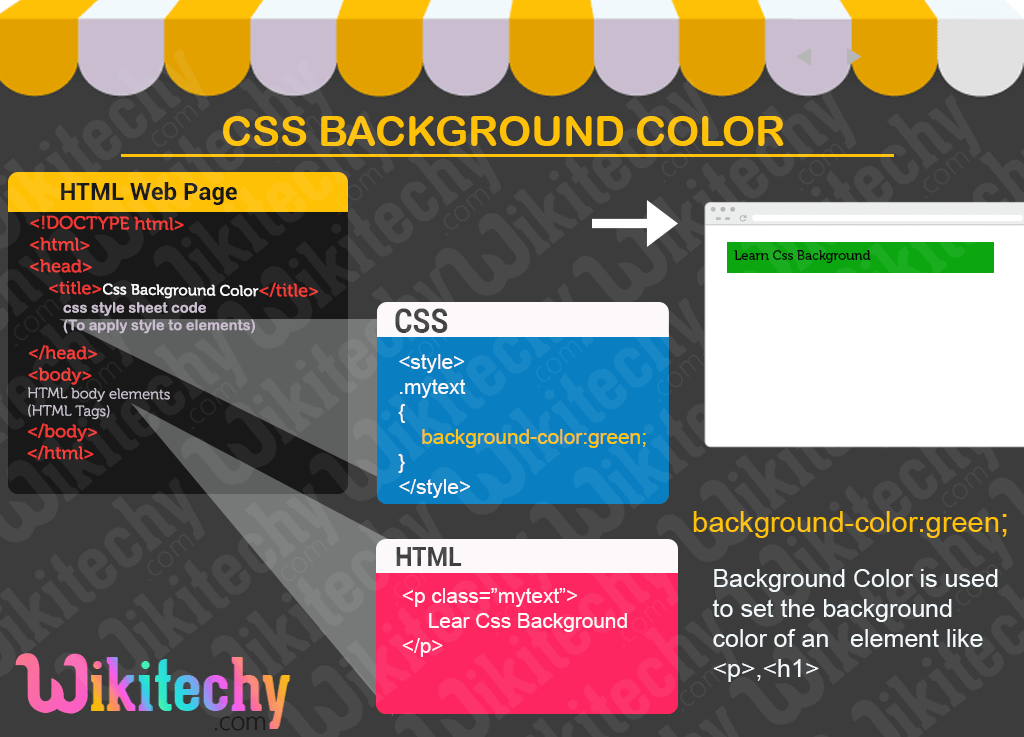 CSS BACKGROUND COLOR
HTML Web Page
<!DOCTYPE html>
<html>
<head>
<title>Css Background Color</title>
css style sheet code
(To apply style to elements)
</head>
<body>
HTML body elements
(HTML Tags)
</body>
</html>
CSS
<style>
.mytext
{
background-color:green;
}
</style>
HTML
<p class=”mytext”>
Lear Css Background
</p>
Learn Css Background
background-color:green;
Background Color is used
to set the background
color of an element like
<p>,<h1>
Wikitechy
.com